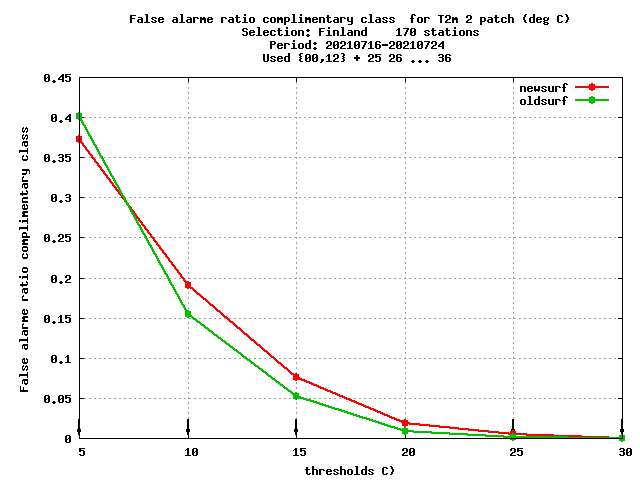 False alarme ratio complimentary class  for T2m 2 patch (deg C)
Selection: Finland    170 stations
Period: 20210716-20210724
Used {00,12} + 25 26 ... 36
newsurf
oldsurf
False alarme ratio complimentary class
0.45
0.4
0.35
0.3
0.25
0.2
0.15
0.1
0.05
0
5 10 15 20 25 30
thresholds C)